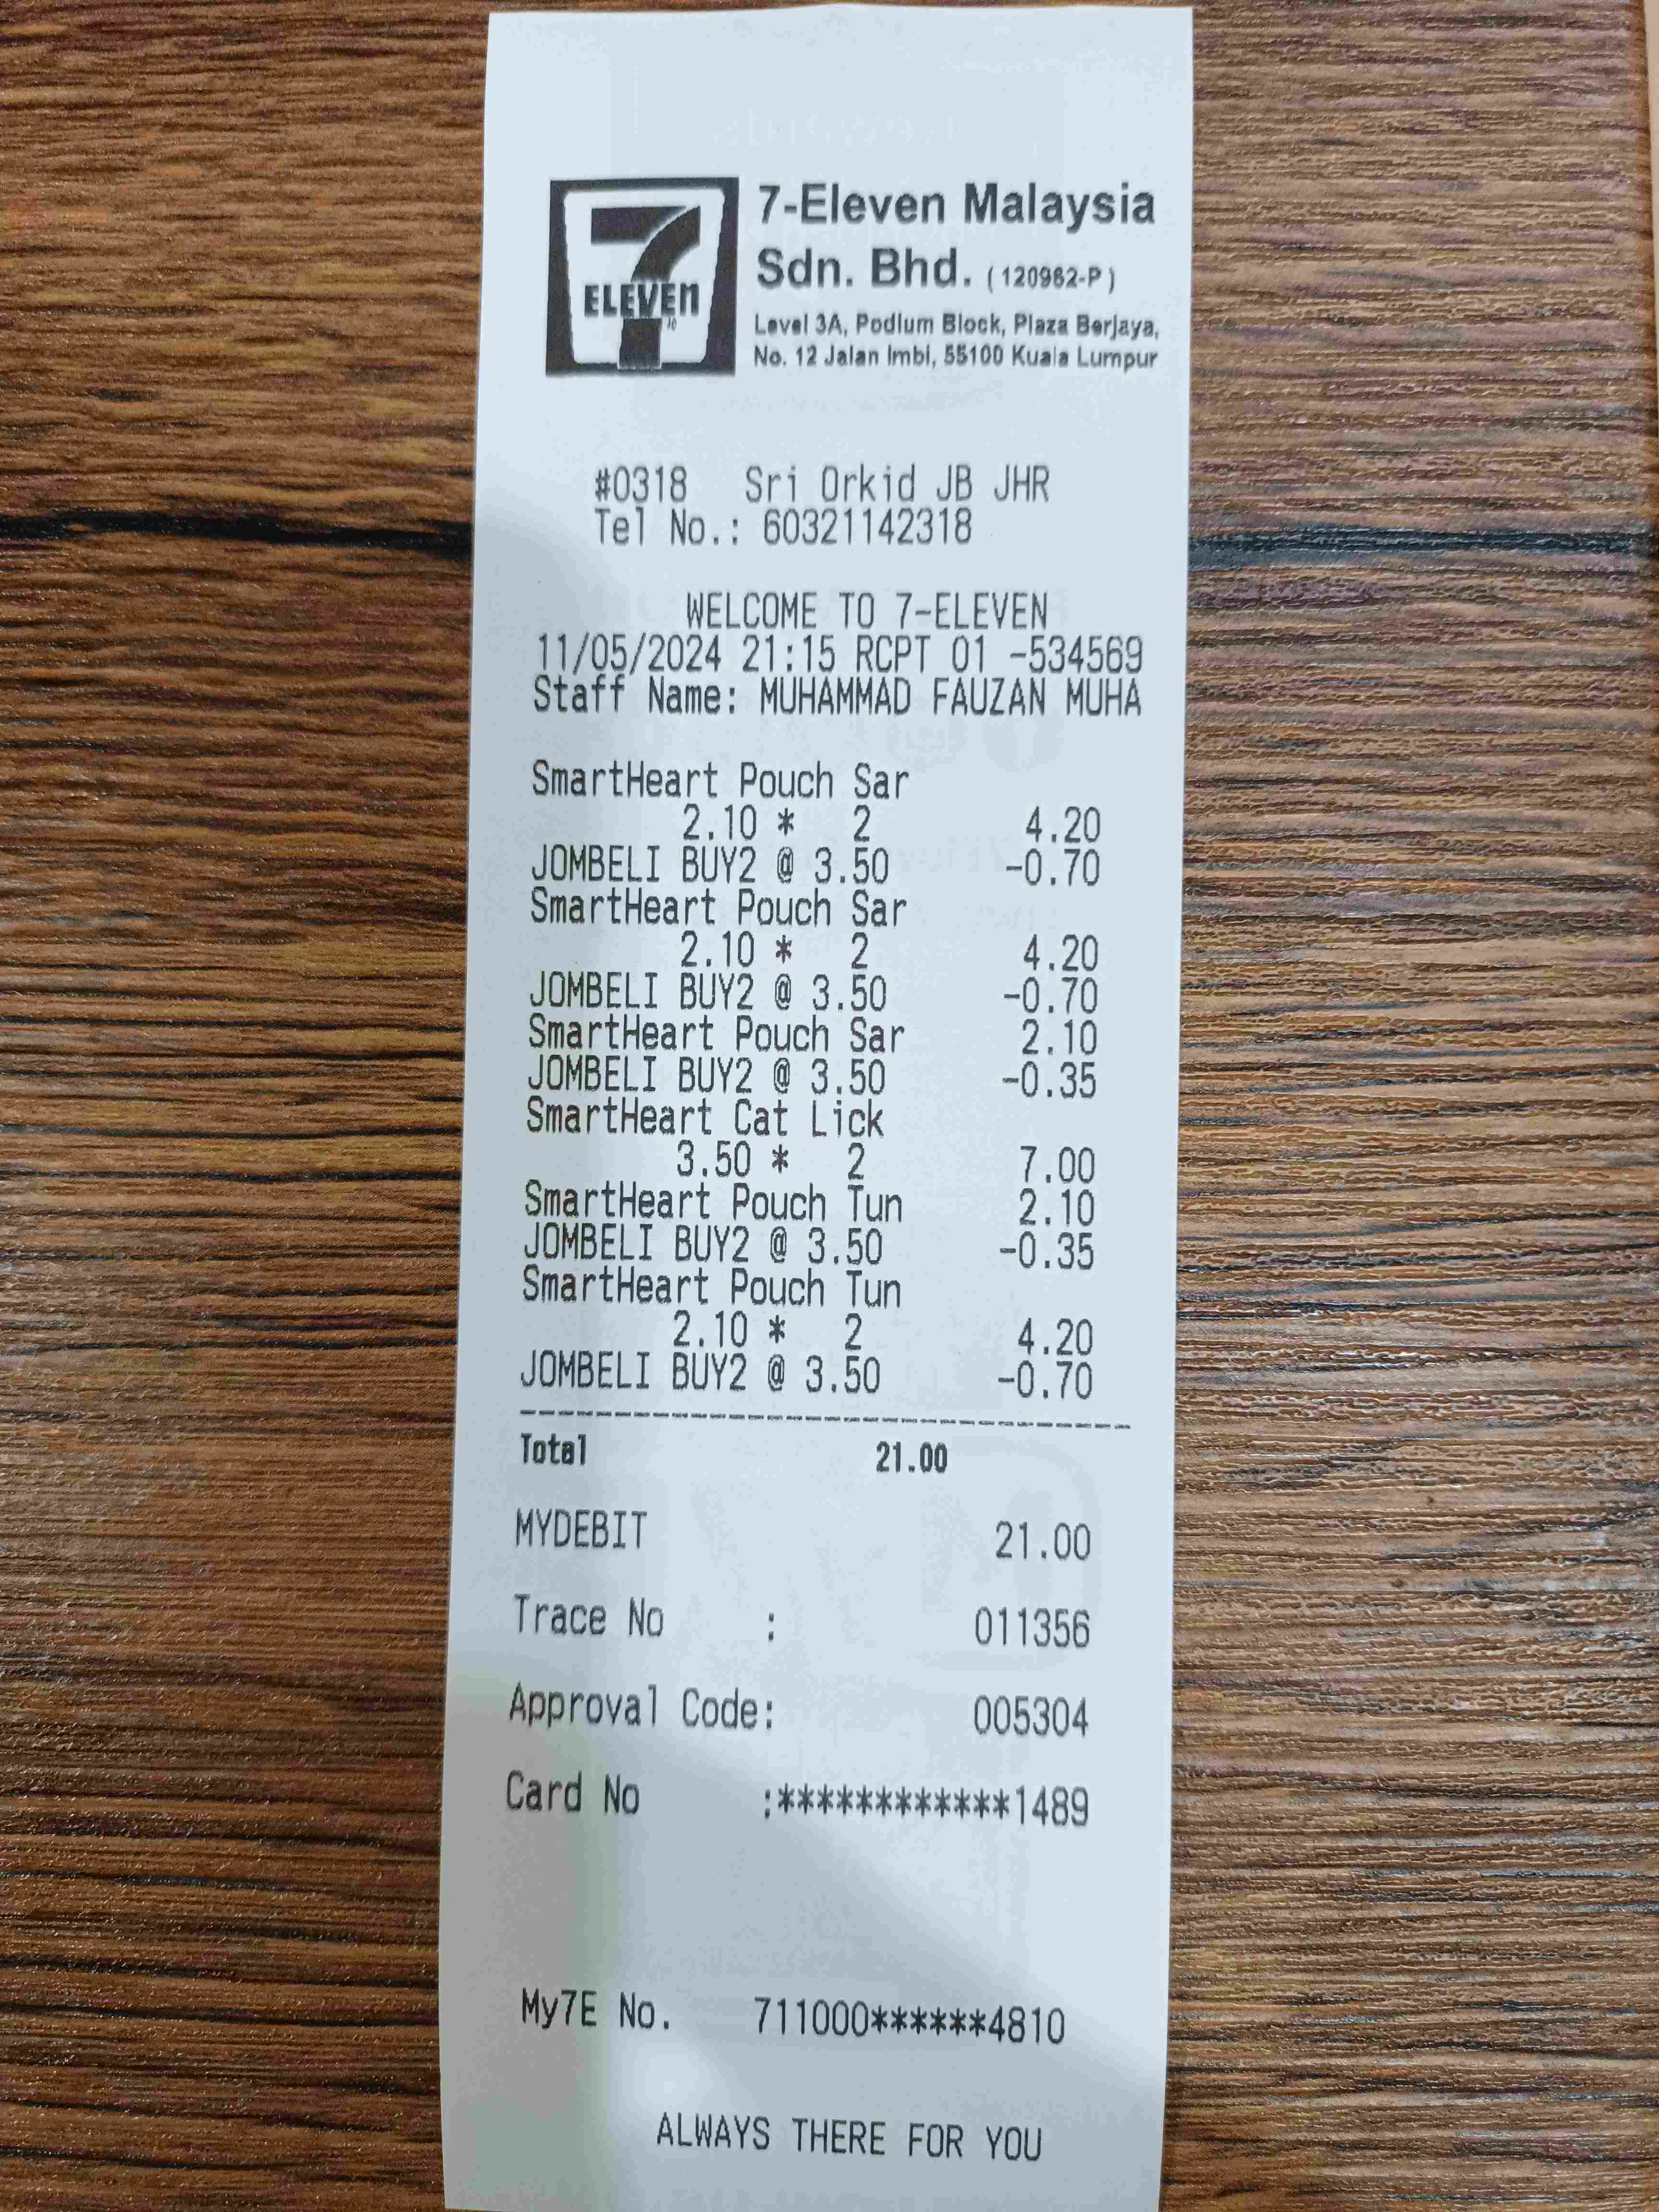 7
ELEVEN
7-Eleven Malaysia
Sdn. Bhd. (120962-P)
Level 3A, Podium Block, Plaza Berjaya,
No. 12 Jalan Imbi, 55100 Kuala Lumpur
#0318 Sri Orkid JB JHR
Tel No.: 60321142318
WELCOME TO 7-ELEVEN
11/05/2024 21:15 RCPT 01 -534569
Staff Name: MUHAMMAD FAUZAN MUHA
SmartHeart Pouch Sar
2.10 * 2 4.20
JOMBELI BUY2 @ 3.50 -0.70
SmartHeart Pouch Sar
2.10 * 2 4.20
JOMBELI BUY2 @ 3.50 -0.70
SmartHeart Pouch Sar 2.10
JOMBELI BUY2 @ 3.50 -0.35
SmartHeart Cat Lick
3.50 * 2 7.00
SmartHeart Pouch Tun 2.10
JOMBELI BUY2 @ 3.50 -0.35
SmartHeart Pouch Tun
2.10 * 2 4.20
JOMBELI BUY2 @ 3.50 -0.70
Total 21.00
MYDEBIT 21.00
Trace No : 011356
Approval Code: 005304
Card No :************1489
My7E No. 711000******4810
ALWAYS THERE FOR YOU